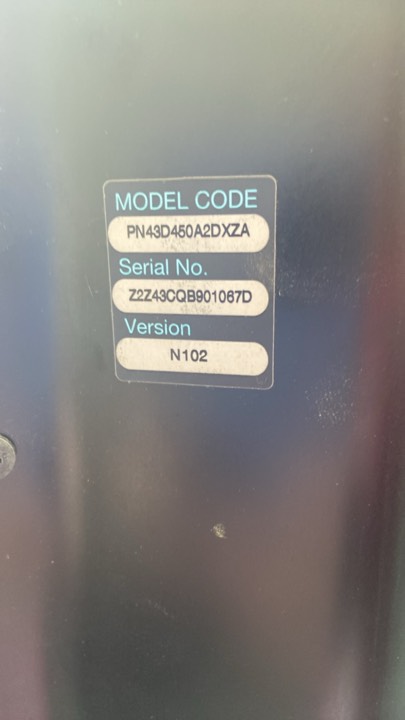 MODEL CODE
PN43D450A2DXZA
Serial No.
Z2Z43CQB901067D
Version
N102